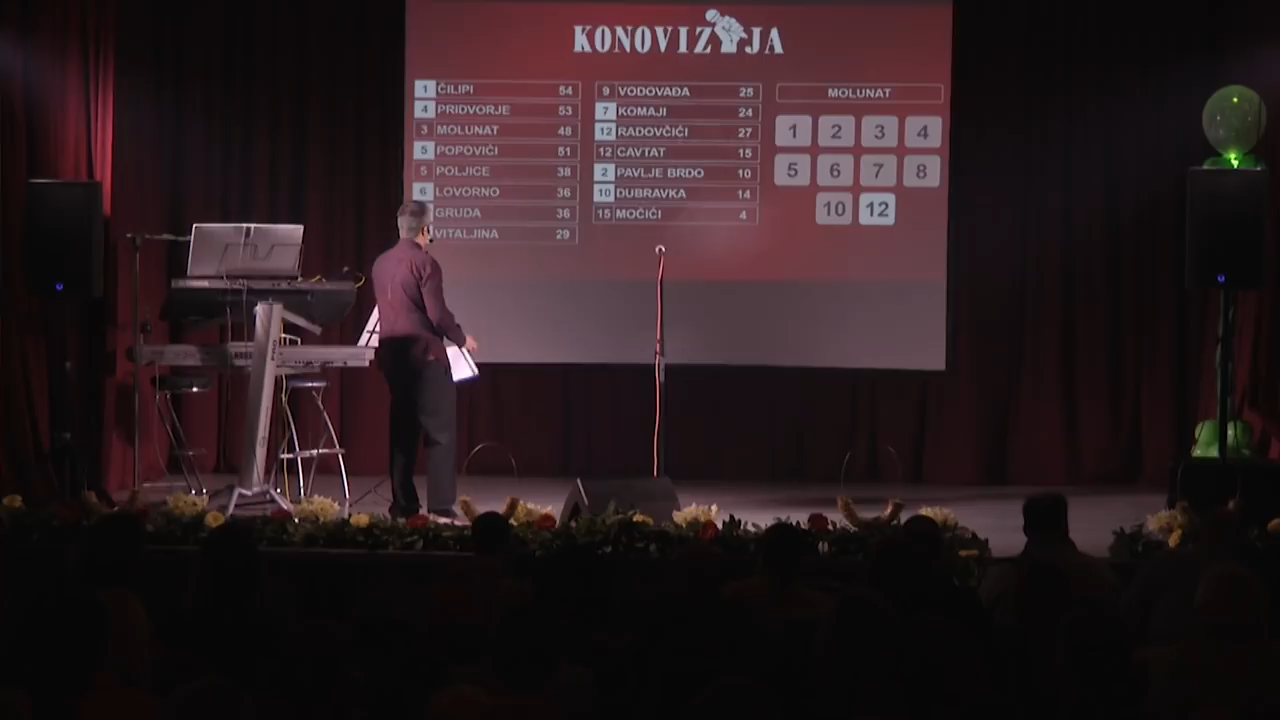 KONOVIZIJA
1 ČILIPI 54
4 PRIDVORJE 53
3 MOLUNAT 48
5 POPOVIĆI 51
5 POLJICE 38
6 LOVORNO 36
GRUDA 36
VITALJINA 29
9 VODOVAĐA 25
7 KOMAJI 24
12 RADOVČIĆI 27
12 CAVTAT 15
2 PAVLJE BRDO 10
10 DUBRAVKA 14
15 MOČIĆI 4
MOLUNAT
1 2 3 4
5 6 7 8
10 12